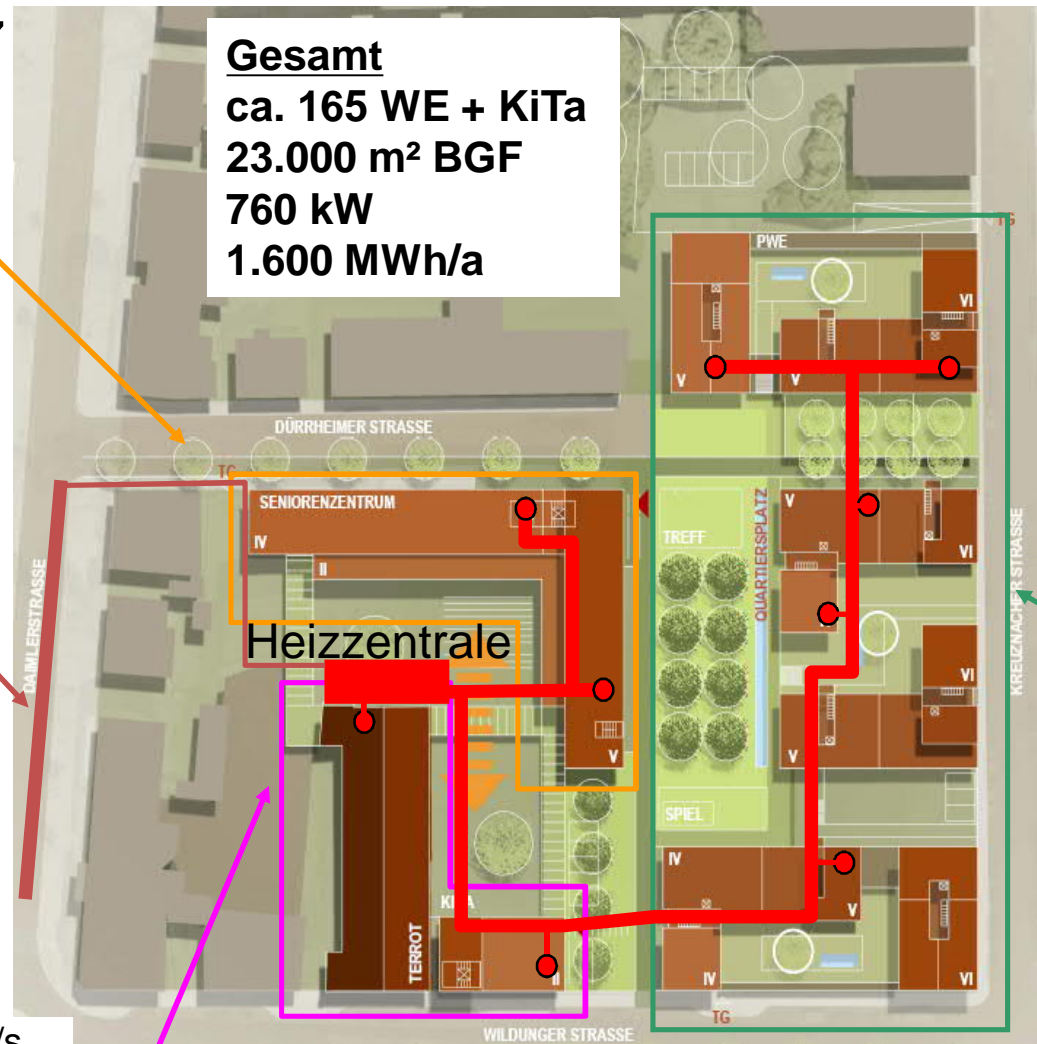 Gesamt
ca. 165 WE + KiTa
23.000 m² BGF
760 kW
1.600 MWh/a
TG
PWE
VI
V
V
DÜRRHEIMER STRASSE
TG
SENIORENZENTRUM
IV
II
TREFF
QUARTIERSPLATZ
V
VI
KREUZNACHER STRASSE
DAIMLERSTRASSE
Heizzentrale
VI
V
V
SPIEL
IV
V
TERROT
II
IV
VI
TG
WILDUNGER STRASSE
/s